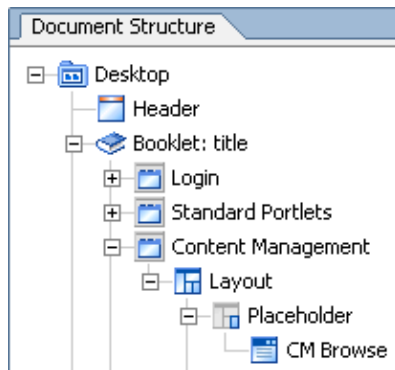 Document Structure
Desktop
Header
Booklet: title
Login
Standard Portlets
Content Management
Layout
Placeholder
CM Browse